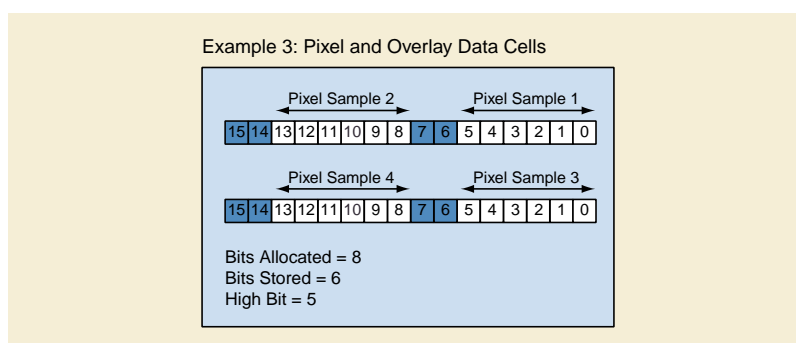 Example 3: Pixel and Overlay Data Cells
Pixel Sample 2 Pixel Sample 1
15 14 13 12 11 10 9 8 7 6 5 4 3 2 1 0
Pixel Sample 4 Pixel Sample 3
15 14 13 12 11 10 9 8 7 6 5 4 3 2 1 0
Bits Allocated = 8
Bits Stored = 6
High Bit = 5